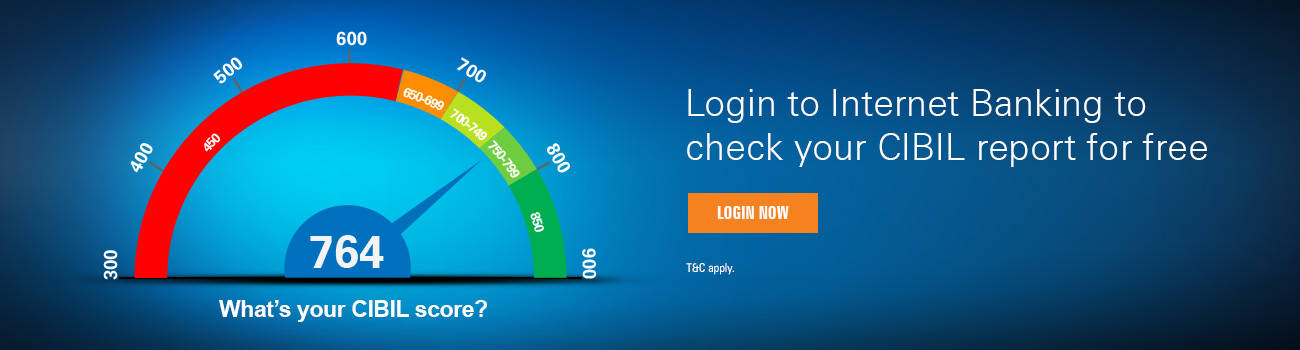 300
400
500
600
700
800
900
450
650-699
700-749
750-799
850
764
What's your CIBIL score?
Login to Internet Banking to
check your CIBIL report for free
LOGIN NOW
T&C apply.